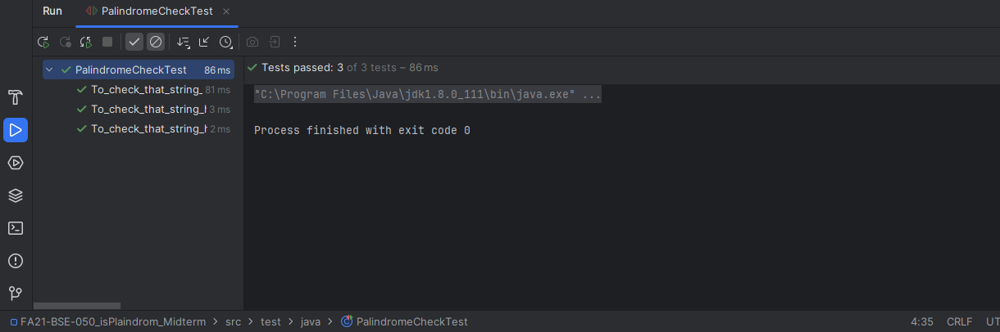 Run PalindromeCheckTest
PalindromeCheckTest 86 ms
To_check_that_string_ 81 ms
To_check_that_string_h 3 ms
To_check_that_string_h 2 ms
Tests passed: 3 of 3 tests – 86 ms
"C:\Program Files\Java\jdk1.8.0_111\bin\java.exe" ...
Process finished with exit code 0
FA21-BSE-050_isPlaindrom_Midterm > src > test > java > PalindromeCheckTest 4:35 CRLF UT